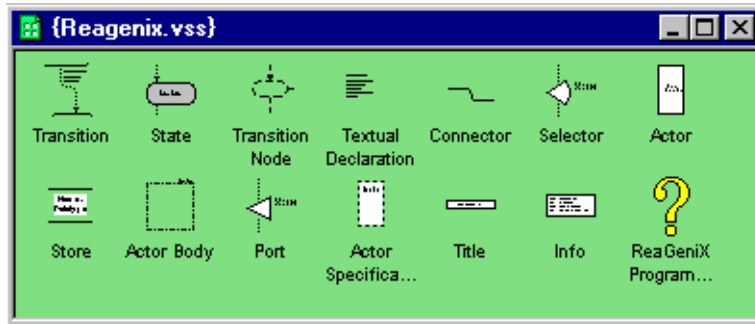 {Reagenix.vss}
Transition State Transition Node Textual Declaration Connector Selector Actor
Store Actor Body Port Actor Specifica... Title Info ReaGeniX Program...